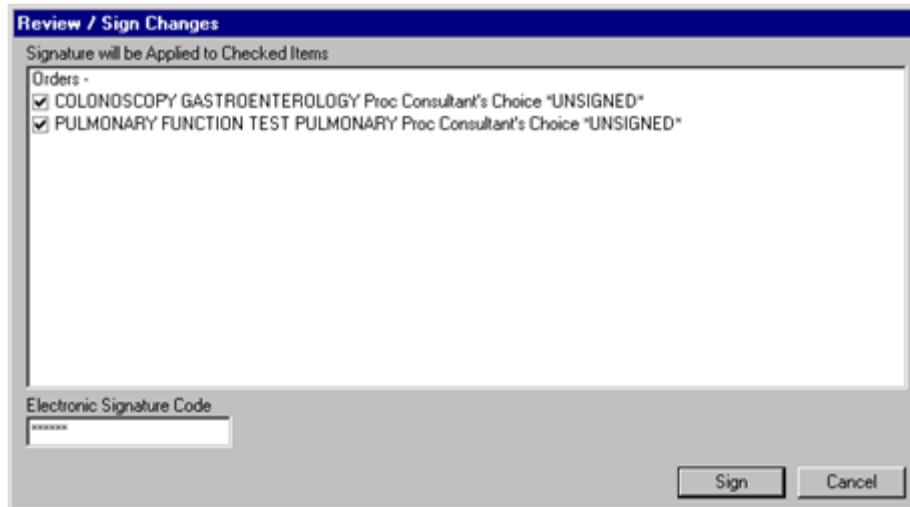 Review / Sign Changes
Signature will be Applied to Checked Items
Orders -
COLONOSCOPY GASTROENTEROLOGY Proc Consultant's Choice *UNSIGNED*
PULMONARY FUNCTION TEST PULMONARY Proc Consultant's Choice *UNSIGNED*
Electronic Signature Code
******
Sign Cancel